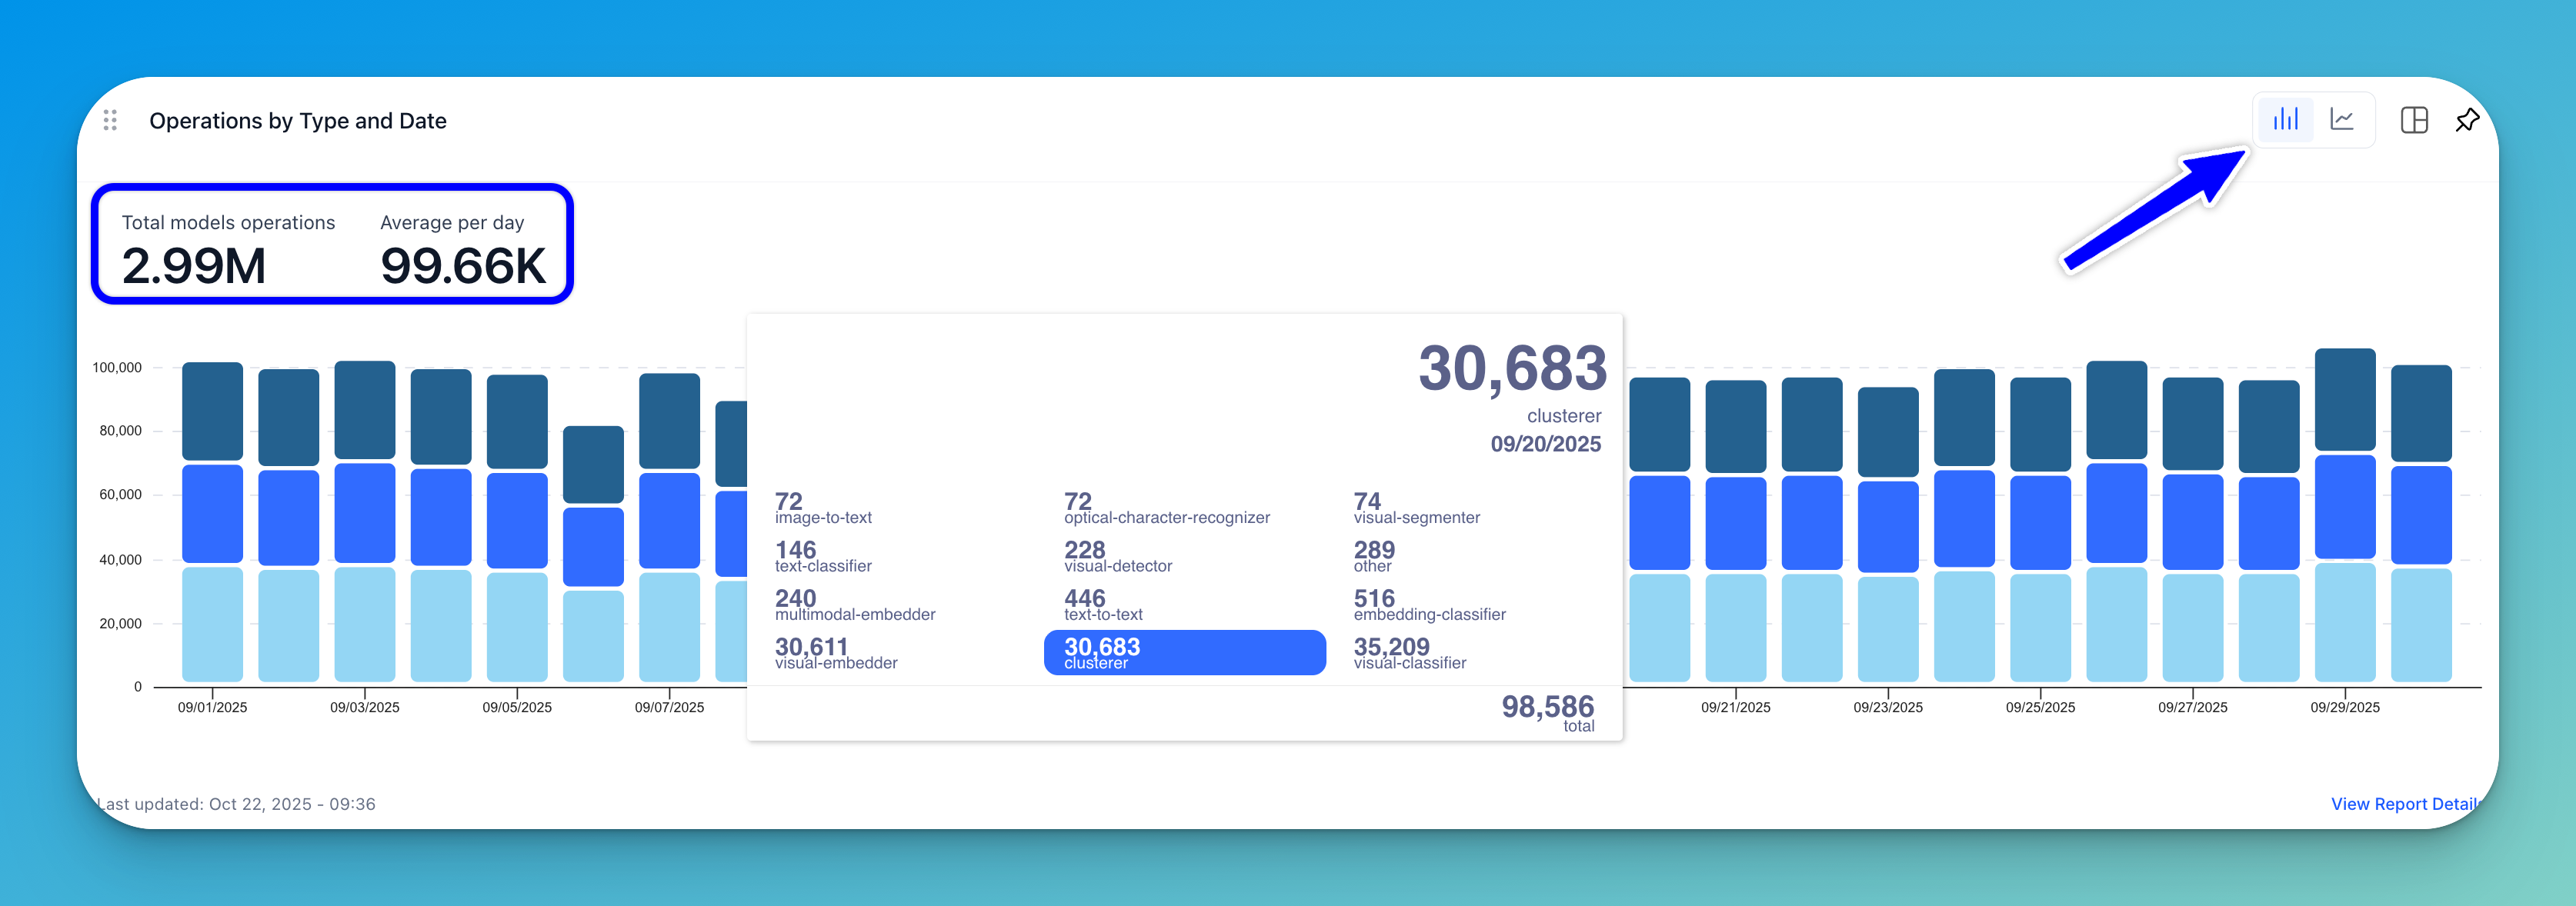 Operations by Type and Date
Total models operations Average per day
2.99M 99.66K
30,683
clusterer
09/20/2025
100,000
80,000
60,000
40,000
20,000
0
72 72 74
image-to-text optical-character-recognizer visual-segmenter
146 228 289
text-classifier visual-detector other
240 446 516
multimodal-embedder text-to-text embedding-classifier
30,611 30,683 35,209
visual-embedder clusterer visual-classifier
98,586
total
09/01/2025 09/03/2025 09/05/2025 09/07/2025 09/21/2025 09/23/2025 09/25/2025 09/27/2025 09/29/2025
Last updated: Oct 22, 2025 - 09:36
View Report Details